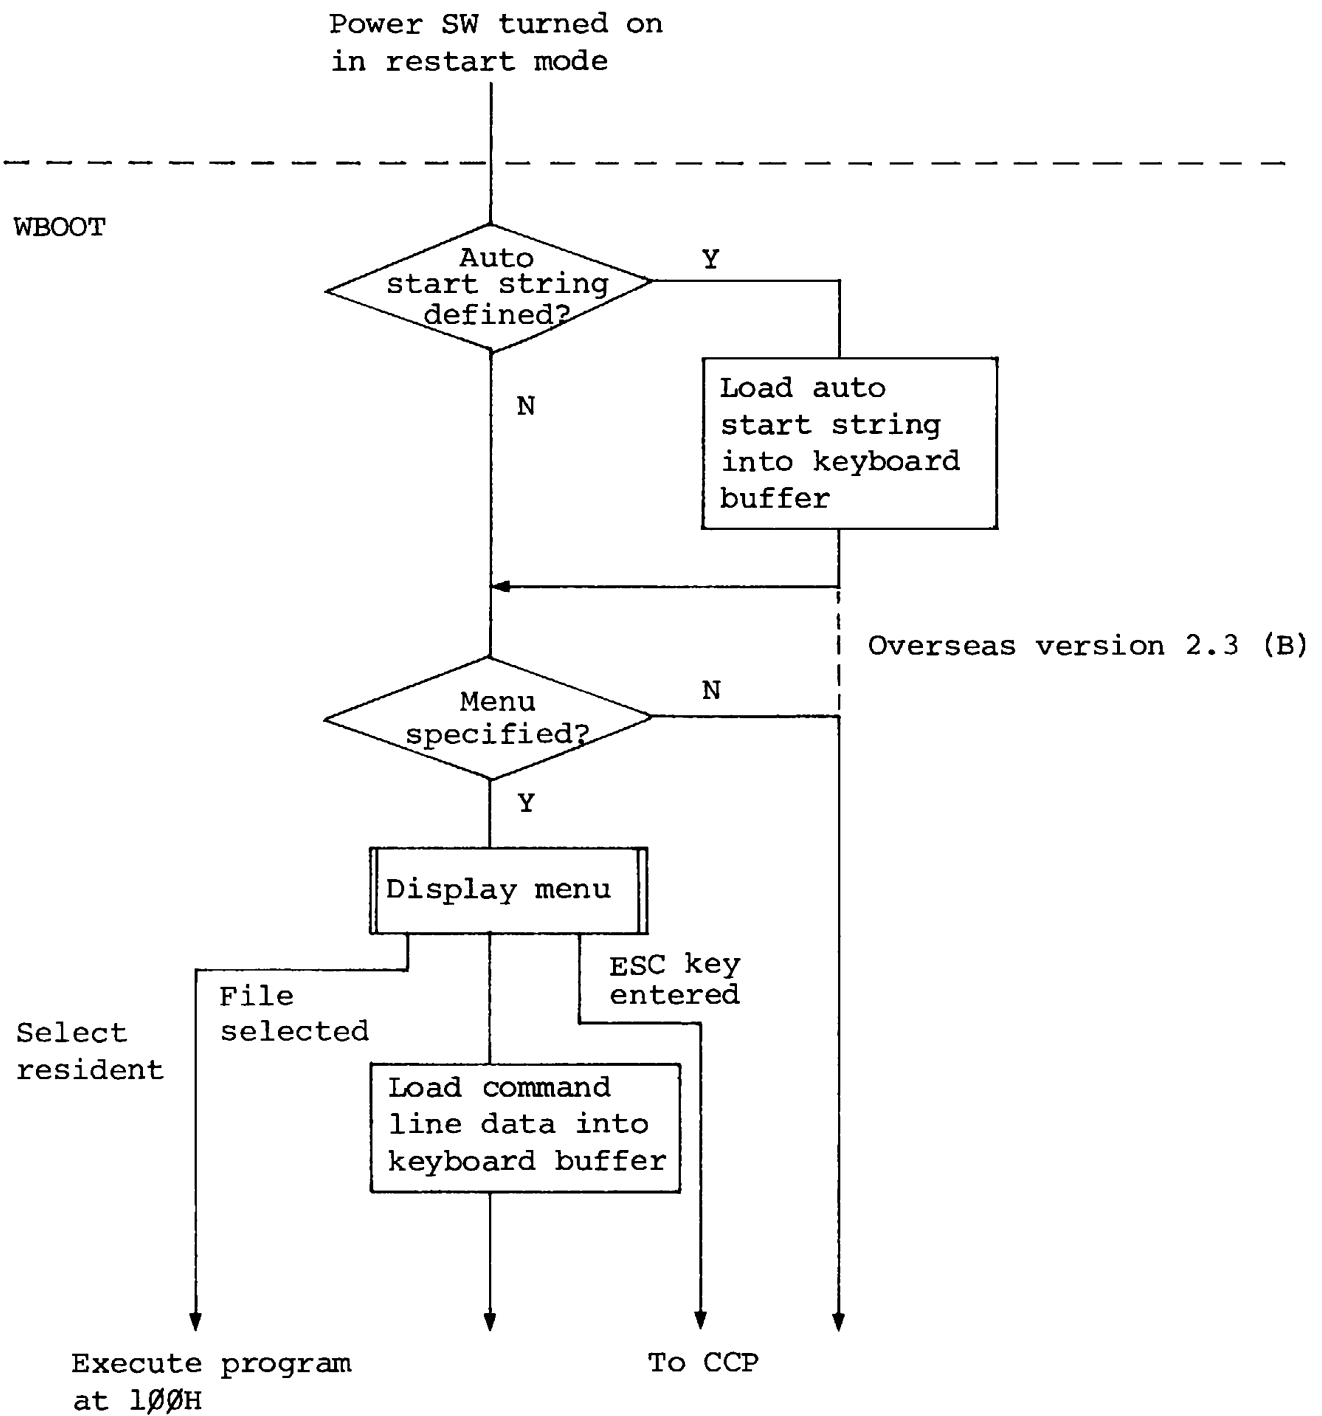 Power SW turned on
in restart mode
WBOOT
Auto
start string
defined?
Y
N
Load auto
start string
into keyboard
buffer
Overseas version 2.3 (B)
Menu
specified?
N
Y
Display menu
ESC key
entered
File
selected
Select
resident
Load command
line data into
keyboard buffer
Execute program
at 1ØØH
To CCP